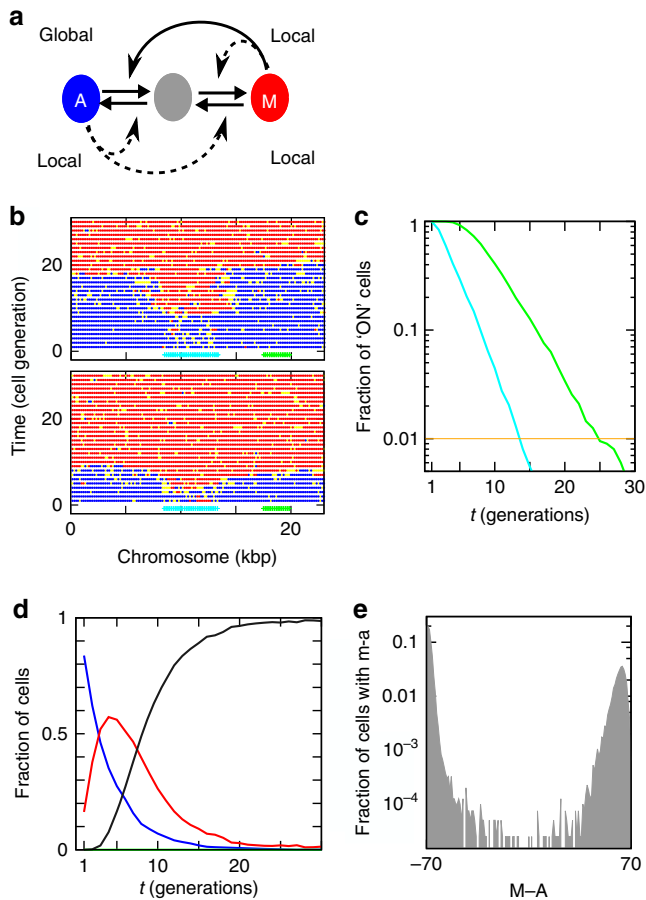 a
Global
Local
A
M
Local
Local
b
20
0
20
0
Time (cell generation)
0
20
Chromosome (kbp)
c
1
0.1
0.01
Fraction of 'ON' cells
1
10
20
30
t (generations)
d
1
0.5
0
Fraction of cells
1
10
20
t (generations)
e
0.1
0.01
10−3
10−4
Fraction of cells with m-a
−70
70
M–A